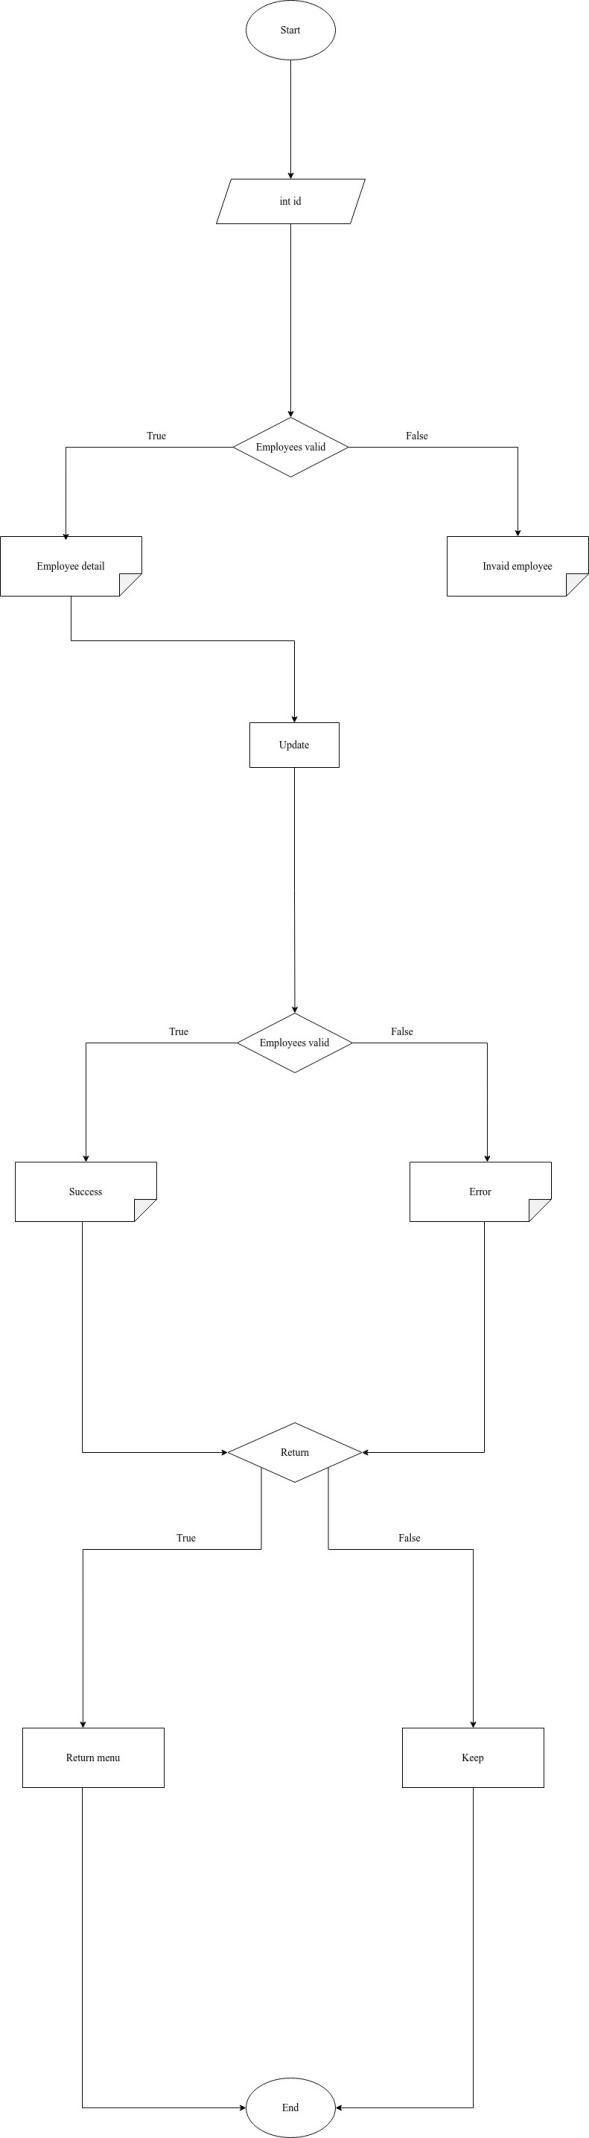 Start
int id
Employees valid
True
False
Employee detail
Invaid employee
Update
Employees valid
True
False
Success
Error
Return
True
False
Return menu
Keep
End